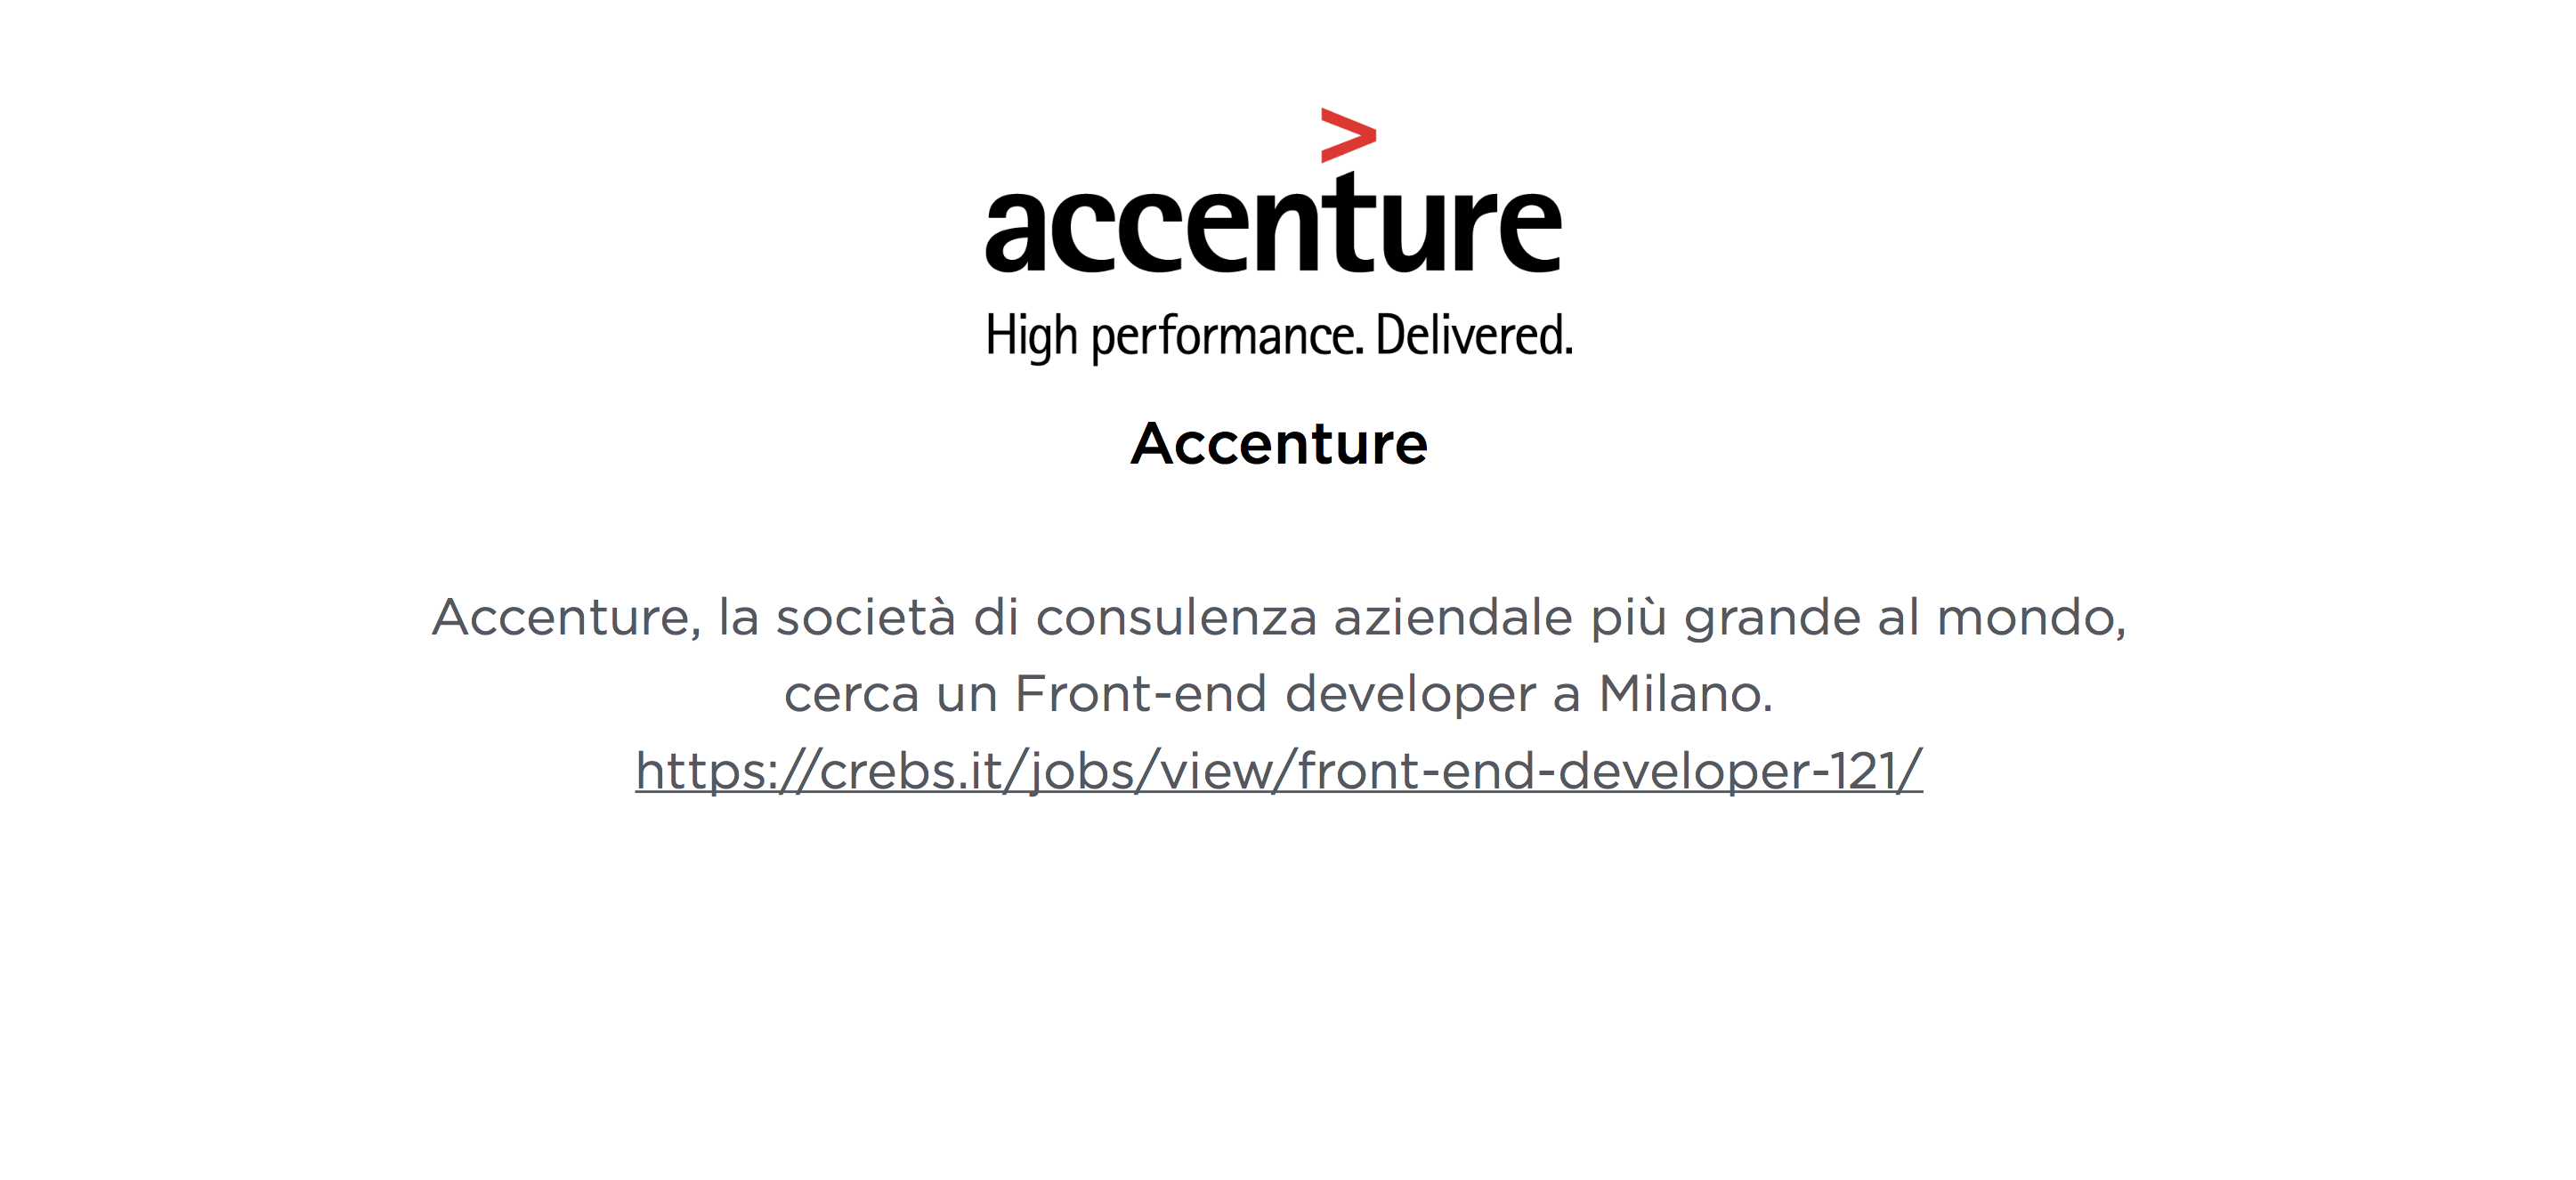 >
accenture
High performance. Delivered.
Accenture
Accenture, la società di consulenza aziendale più grande al mondo,
cerca un Front-end developer a Milano.
https://crebs.it/jobs/view/front-end-developer-121/